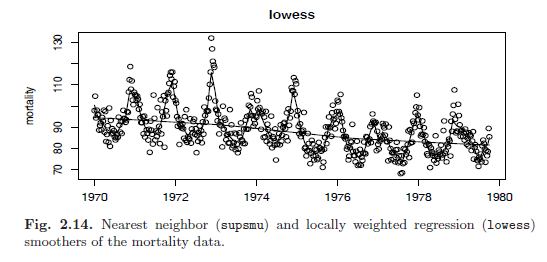 lowess
mortality
130
110
90
80
70
1970 1972 1974 1976 1978 1980
Fig. 2.14. Nearest neighbor (supsmu) and locally weighted regression (lowess)
smoothers of the mortality data.